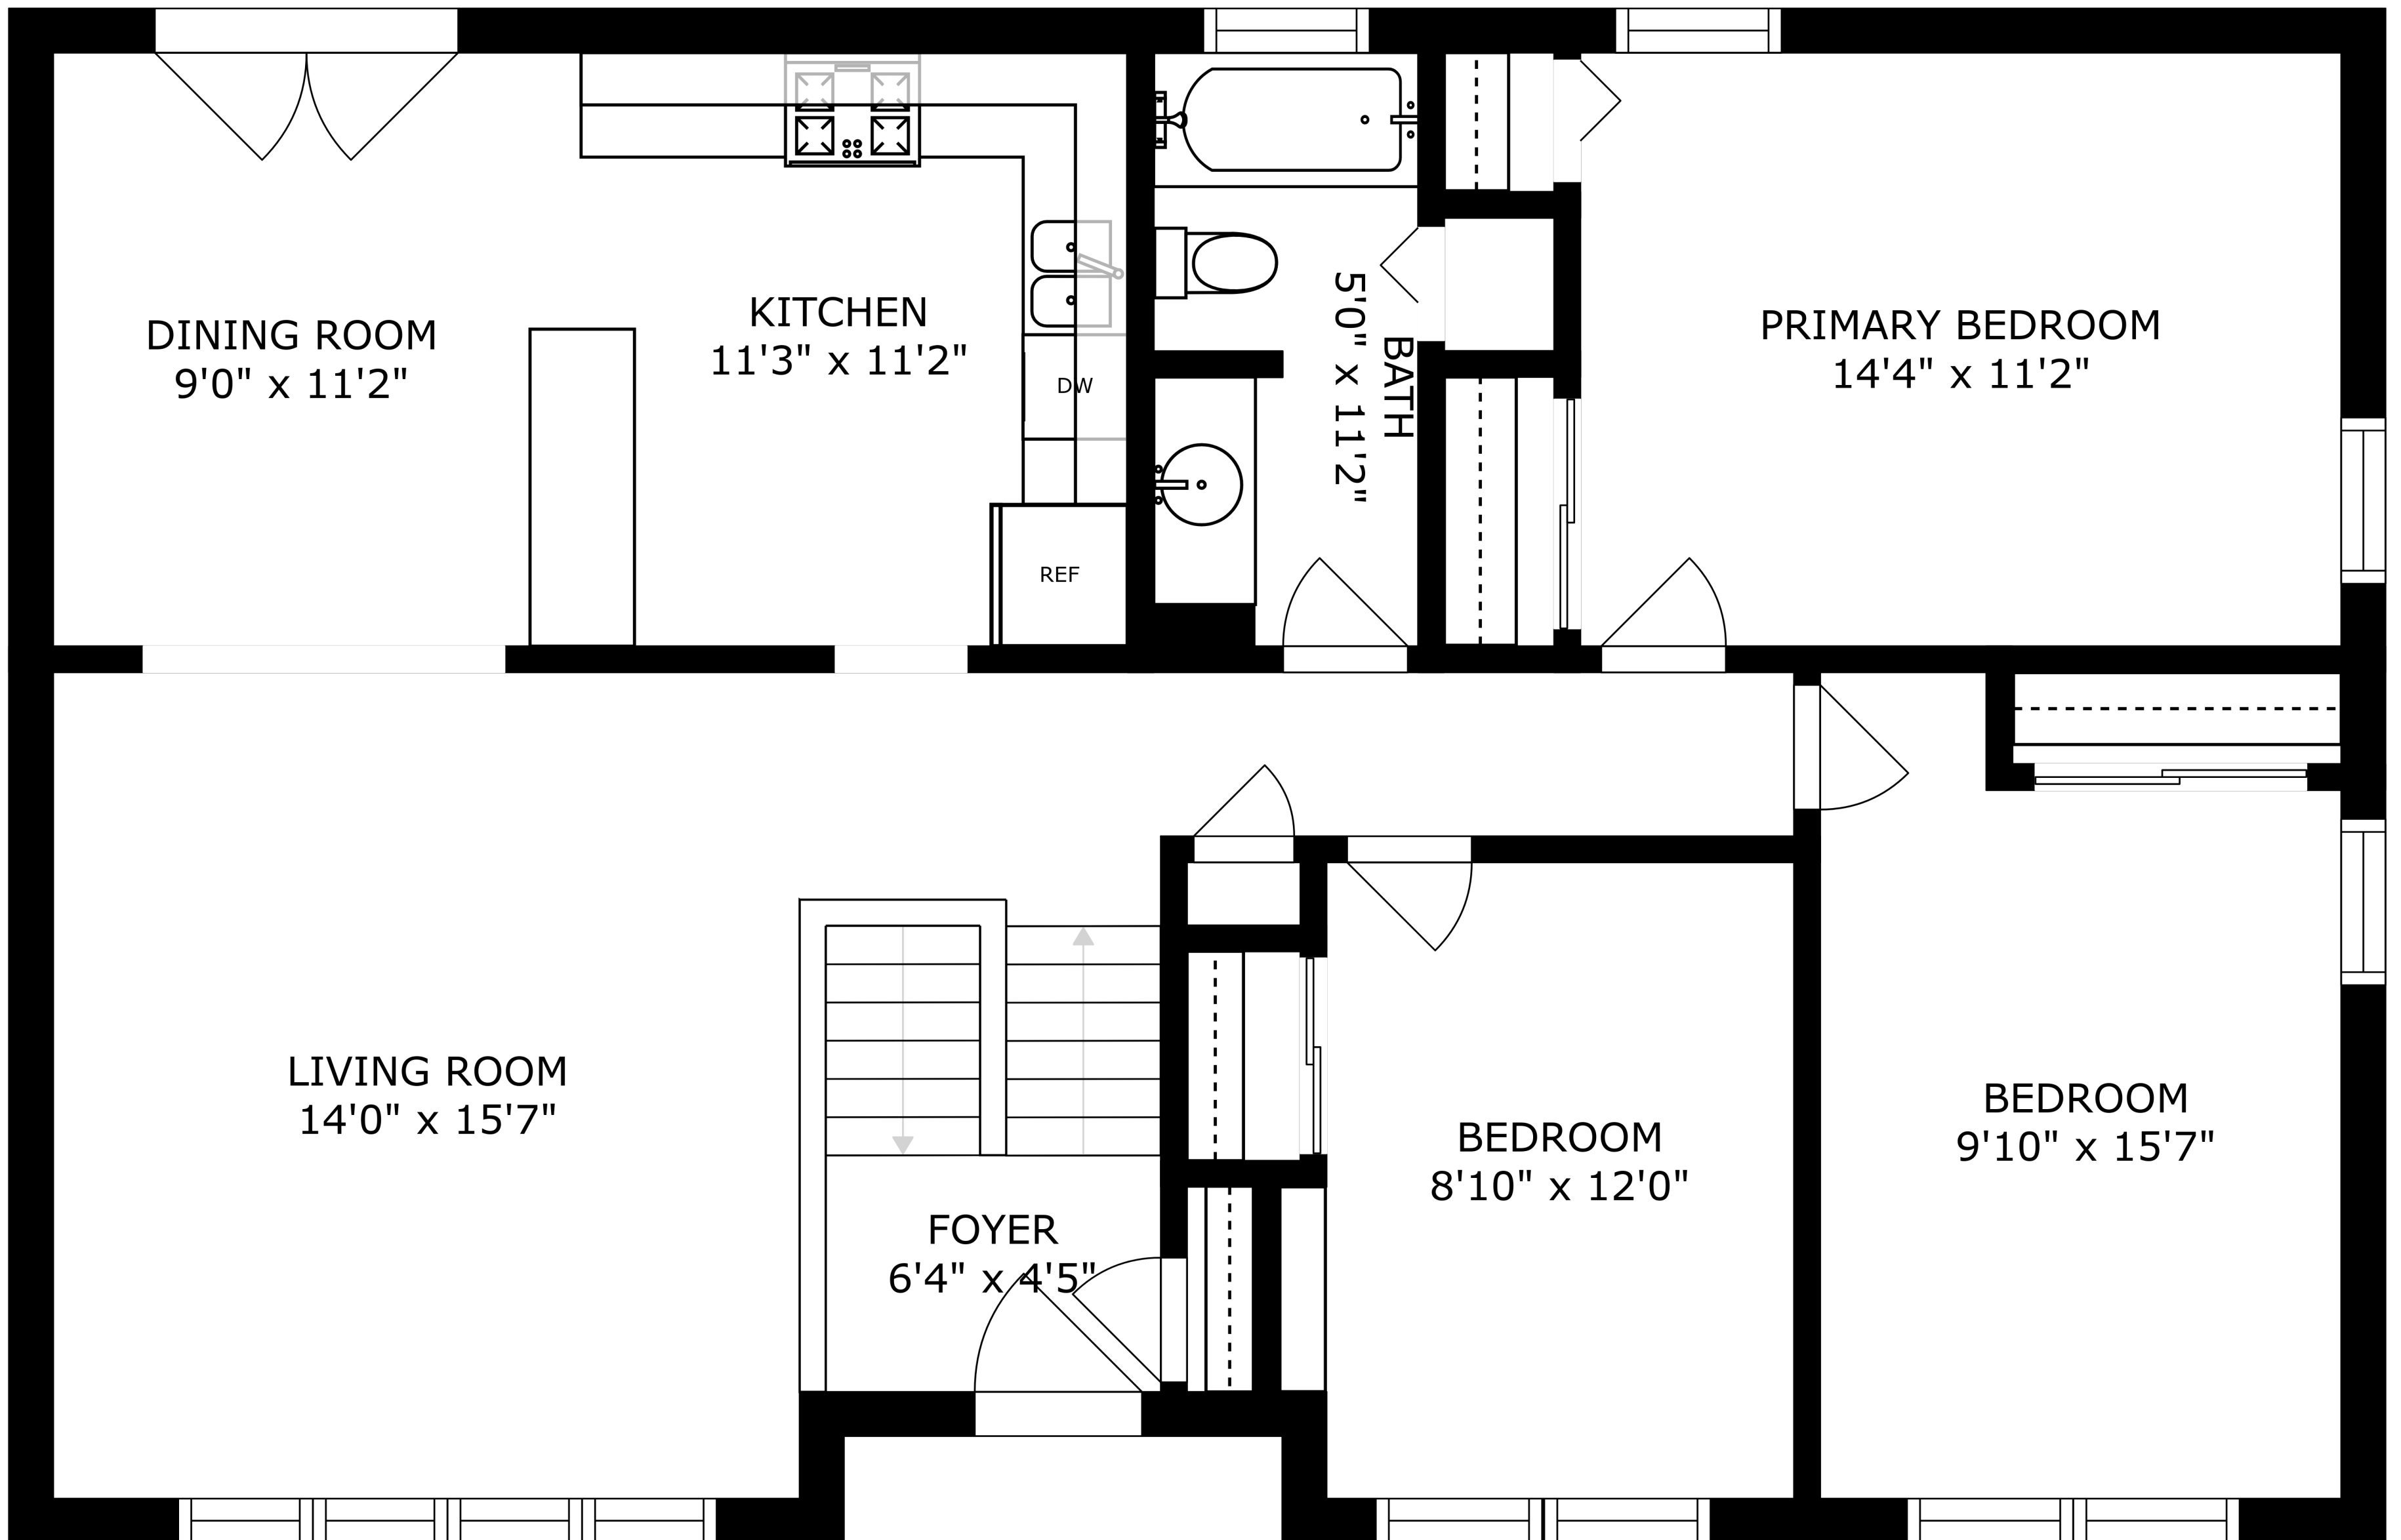 DINING ROOM
9'0" x 11'2"
KITCHEN
11'3" x 11'2"
DW
REF
BATH
5'0" x 11'2"
PRIMARY BEDROOM
14'4" x 11'2"
LIVING ROOM
14'0" x 15'7"
FOYER
6'4" x 4'5"
BEDROOM
8'10" x 12'0"
BEDROOM
9'10" x 15'7"